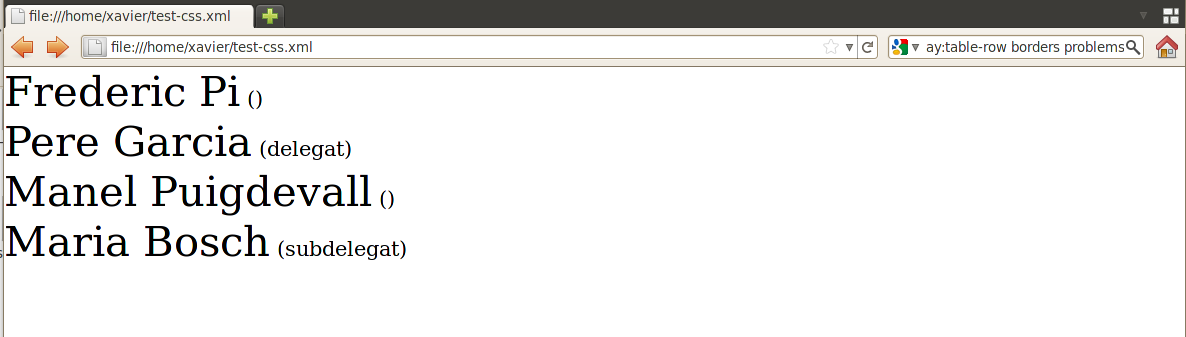 file:///home/xavier/test-css.xml
file:///home/xavier/test-css.xml ay:table-row borders problems
Frederic Pi ()
Pere Garcia (delegat)
Manel Puigdevall ()
Maria Bosch (subdelegat)